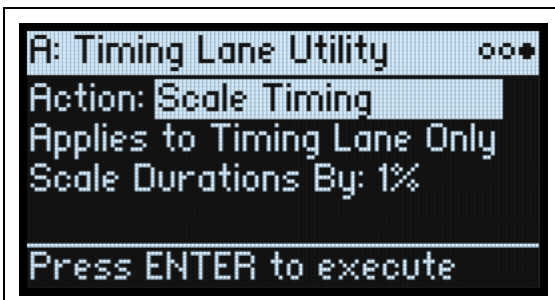 A: Timing Lane Utility
Action: Scale Timing
Applies to Timing Lane Only
Scale Durations By: 1%
Press ENTER to execute